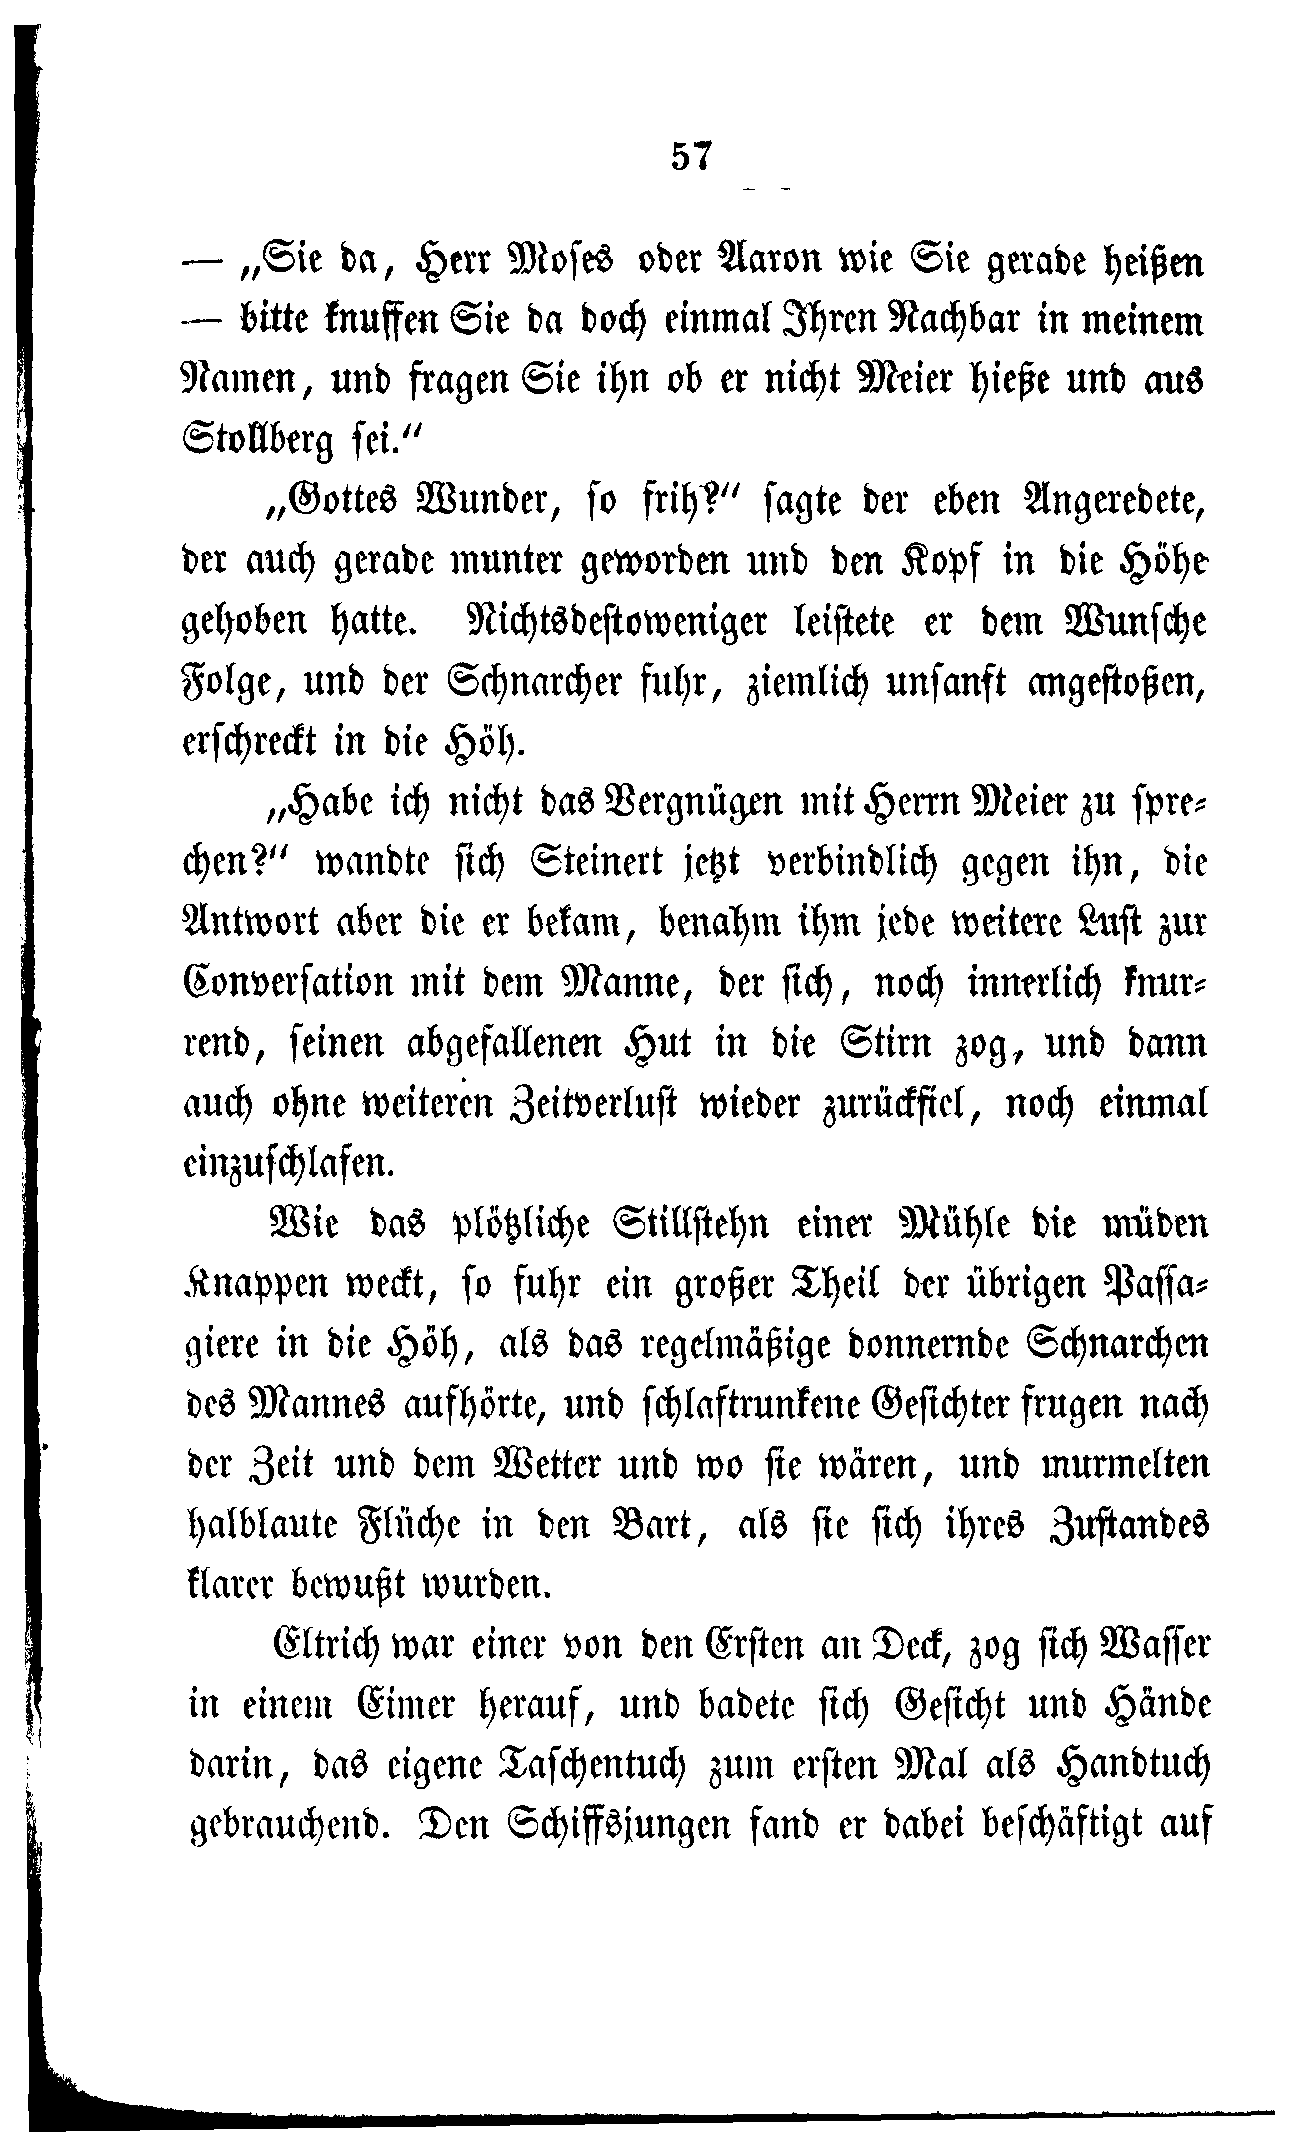 57
— „Sie da, Herr Moses oder Aaron wie Sie gerade heißen
— bitte knuffen Sie da doch einmal Ihren Nachbar in meinem
Namen, und fragen Sie ihn ob er nicht Meier hieße und aus
Stollberg sei.“
„Gottes Wunder, so frih?“ sagte der eben Angeredete,
der auch gerade munter geworden und den Kopf in die Höhe
gehoben hatte. Nichtsdestoweniger leistete er dem Wunsche
Folge, und der Schnarcher fuhr, ziemlich unsanft angestoßen,
erschreckt in die Höh.
„Habe ich nicht das Vergnügen mit Herrn Meier zu spre-
chen?“ wandte sich Steinert jetzt verbindlich gegen ihn, die
Antwort aber die er bekam, benahm ihm jede weitere Lust zur
Conversation mit dem Manne, der sich, noch innerlich knur-
rend, seinen abgefallenen Hut in die Stirn zog, und dann
auch ohne weiteren Zeitverlust wieder zurückfiel, noch einmal
einzuschlafen.
Wie das plötzliche Stillstehn einer Mühle die müden
Knappen weckt, so fuhr ein großer Theil der übrigen Passa-
giere in die Höh, als das regelmäßige donnernde Schnarchen
des Mannes aufhörte, und schlaftrunkene Gesichter frugen nach
der Zeit und dem Wetter und wo sie wären, und murmelten
halblaute Flüche in den Bart, als sie sich ihres Zustandes
klarer bewußt wurden.
Eltrich war einer von den Ersten an Deck, zog sich Wasser
in einem Eimer herauf, und badete sich Gesicht und Hände
darin, das eigene Taschentuch zum ersten Mal als Handtuch
gebrauchend. Den Schiffsjungen fand er dabei beschäftigt auf